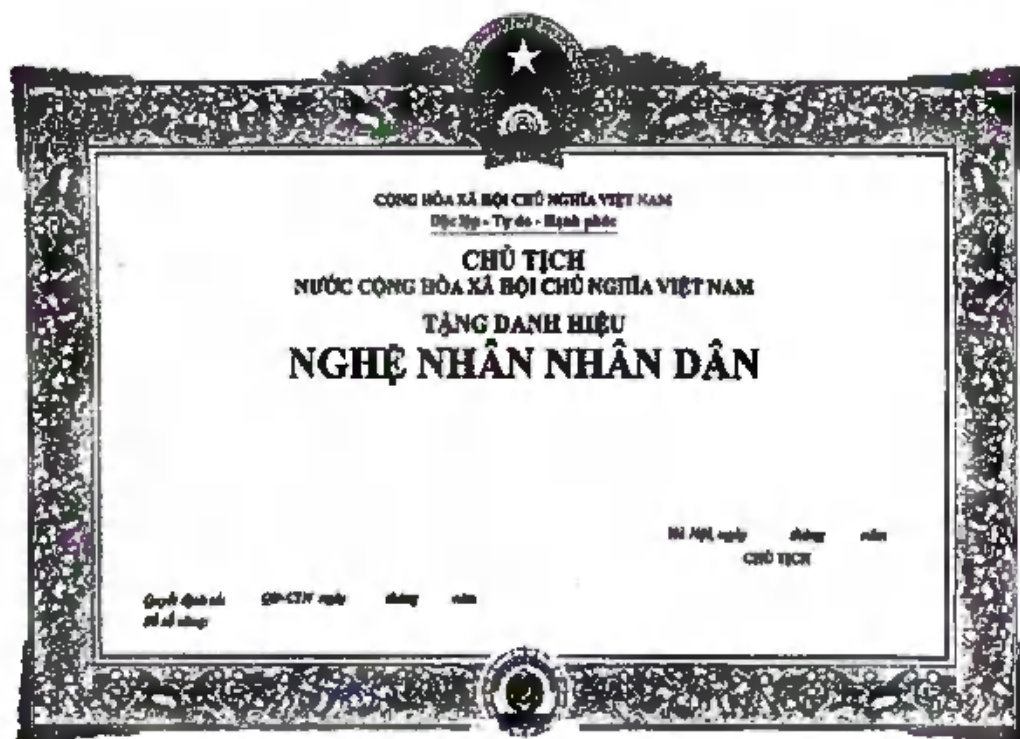 CỘNG HÒA XÃ HỘI CHỦ NGHĨA VIỆT NAM
Độc lập - Tự do - Hạnh phúc
CHỦ TỊCH
NƯỚC CỘNG HÒA XÃ HỘI CHỦ NGHĨA VIỆT NAM
TẶNG DANH HIỆU
NGHỆ NHÂN NHÂN DÂN
Hà Nội, ngày tháng năm
CHỦ TỊCH
Quyết định số: QĐ-CTN ngày tháng năm
Số sổ vàng: